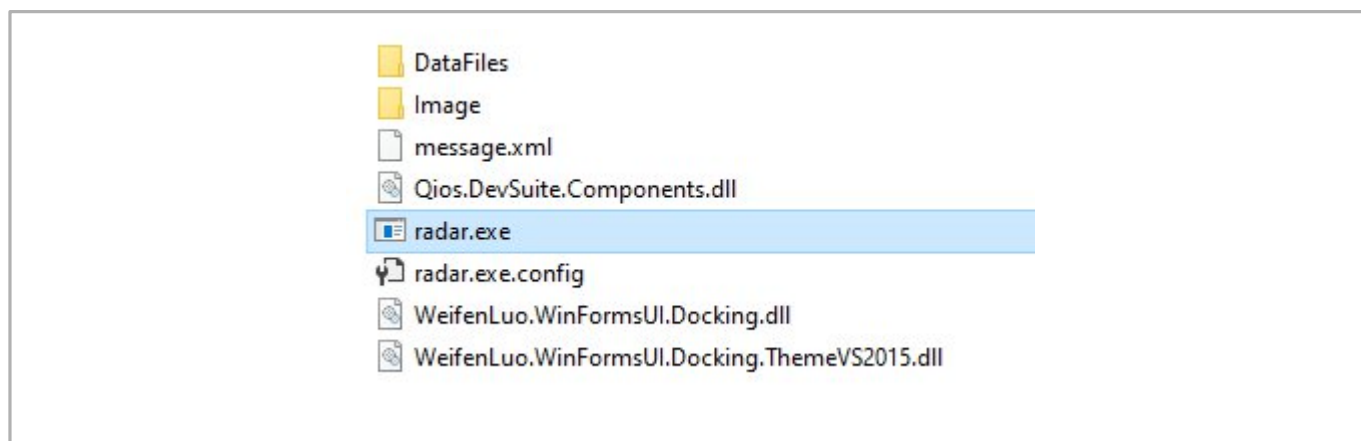 DataFiles
Image
message.xml
Qios.DevSuite.Components.dll
radar.exe
radar.exe.config
WeifenLuo.WinFormsUI.Docking.dll
WeifenLuo.WinFormsUI.Docking.ThemeVS2015.dll